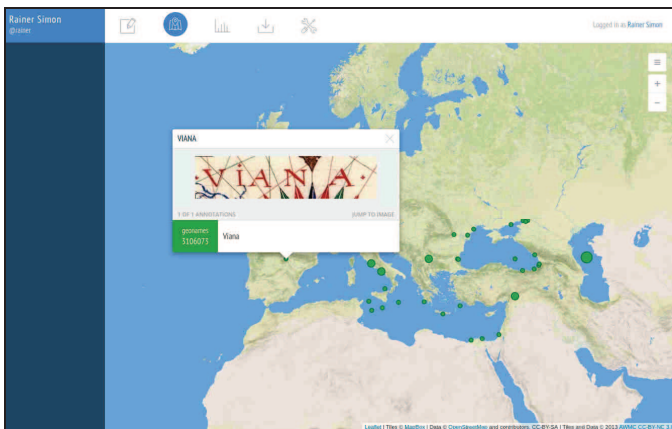 Rainer Simon
@rainer
Logged in as Rainer Simon
VIANA
·VIANA·
1 OF 1 ANNOTATIONS
JUMP TO IMAGE
geonames
5106073
Viana
Leaflet | Tiles © MapBox | Data © OpenStreetMap and contributors, CC-BY-SA | Tiles and Data © 2013 AWMC CC-BY-NC 3